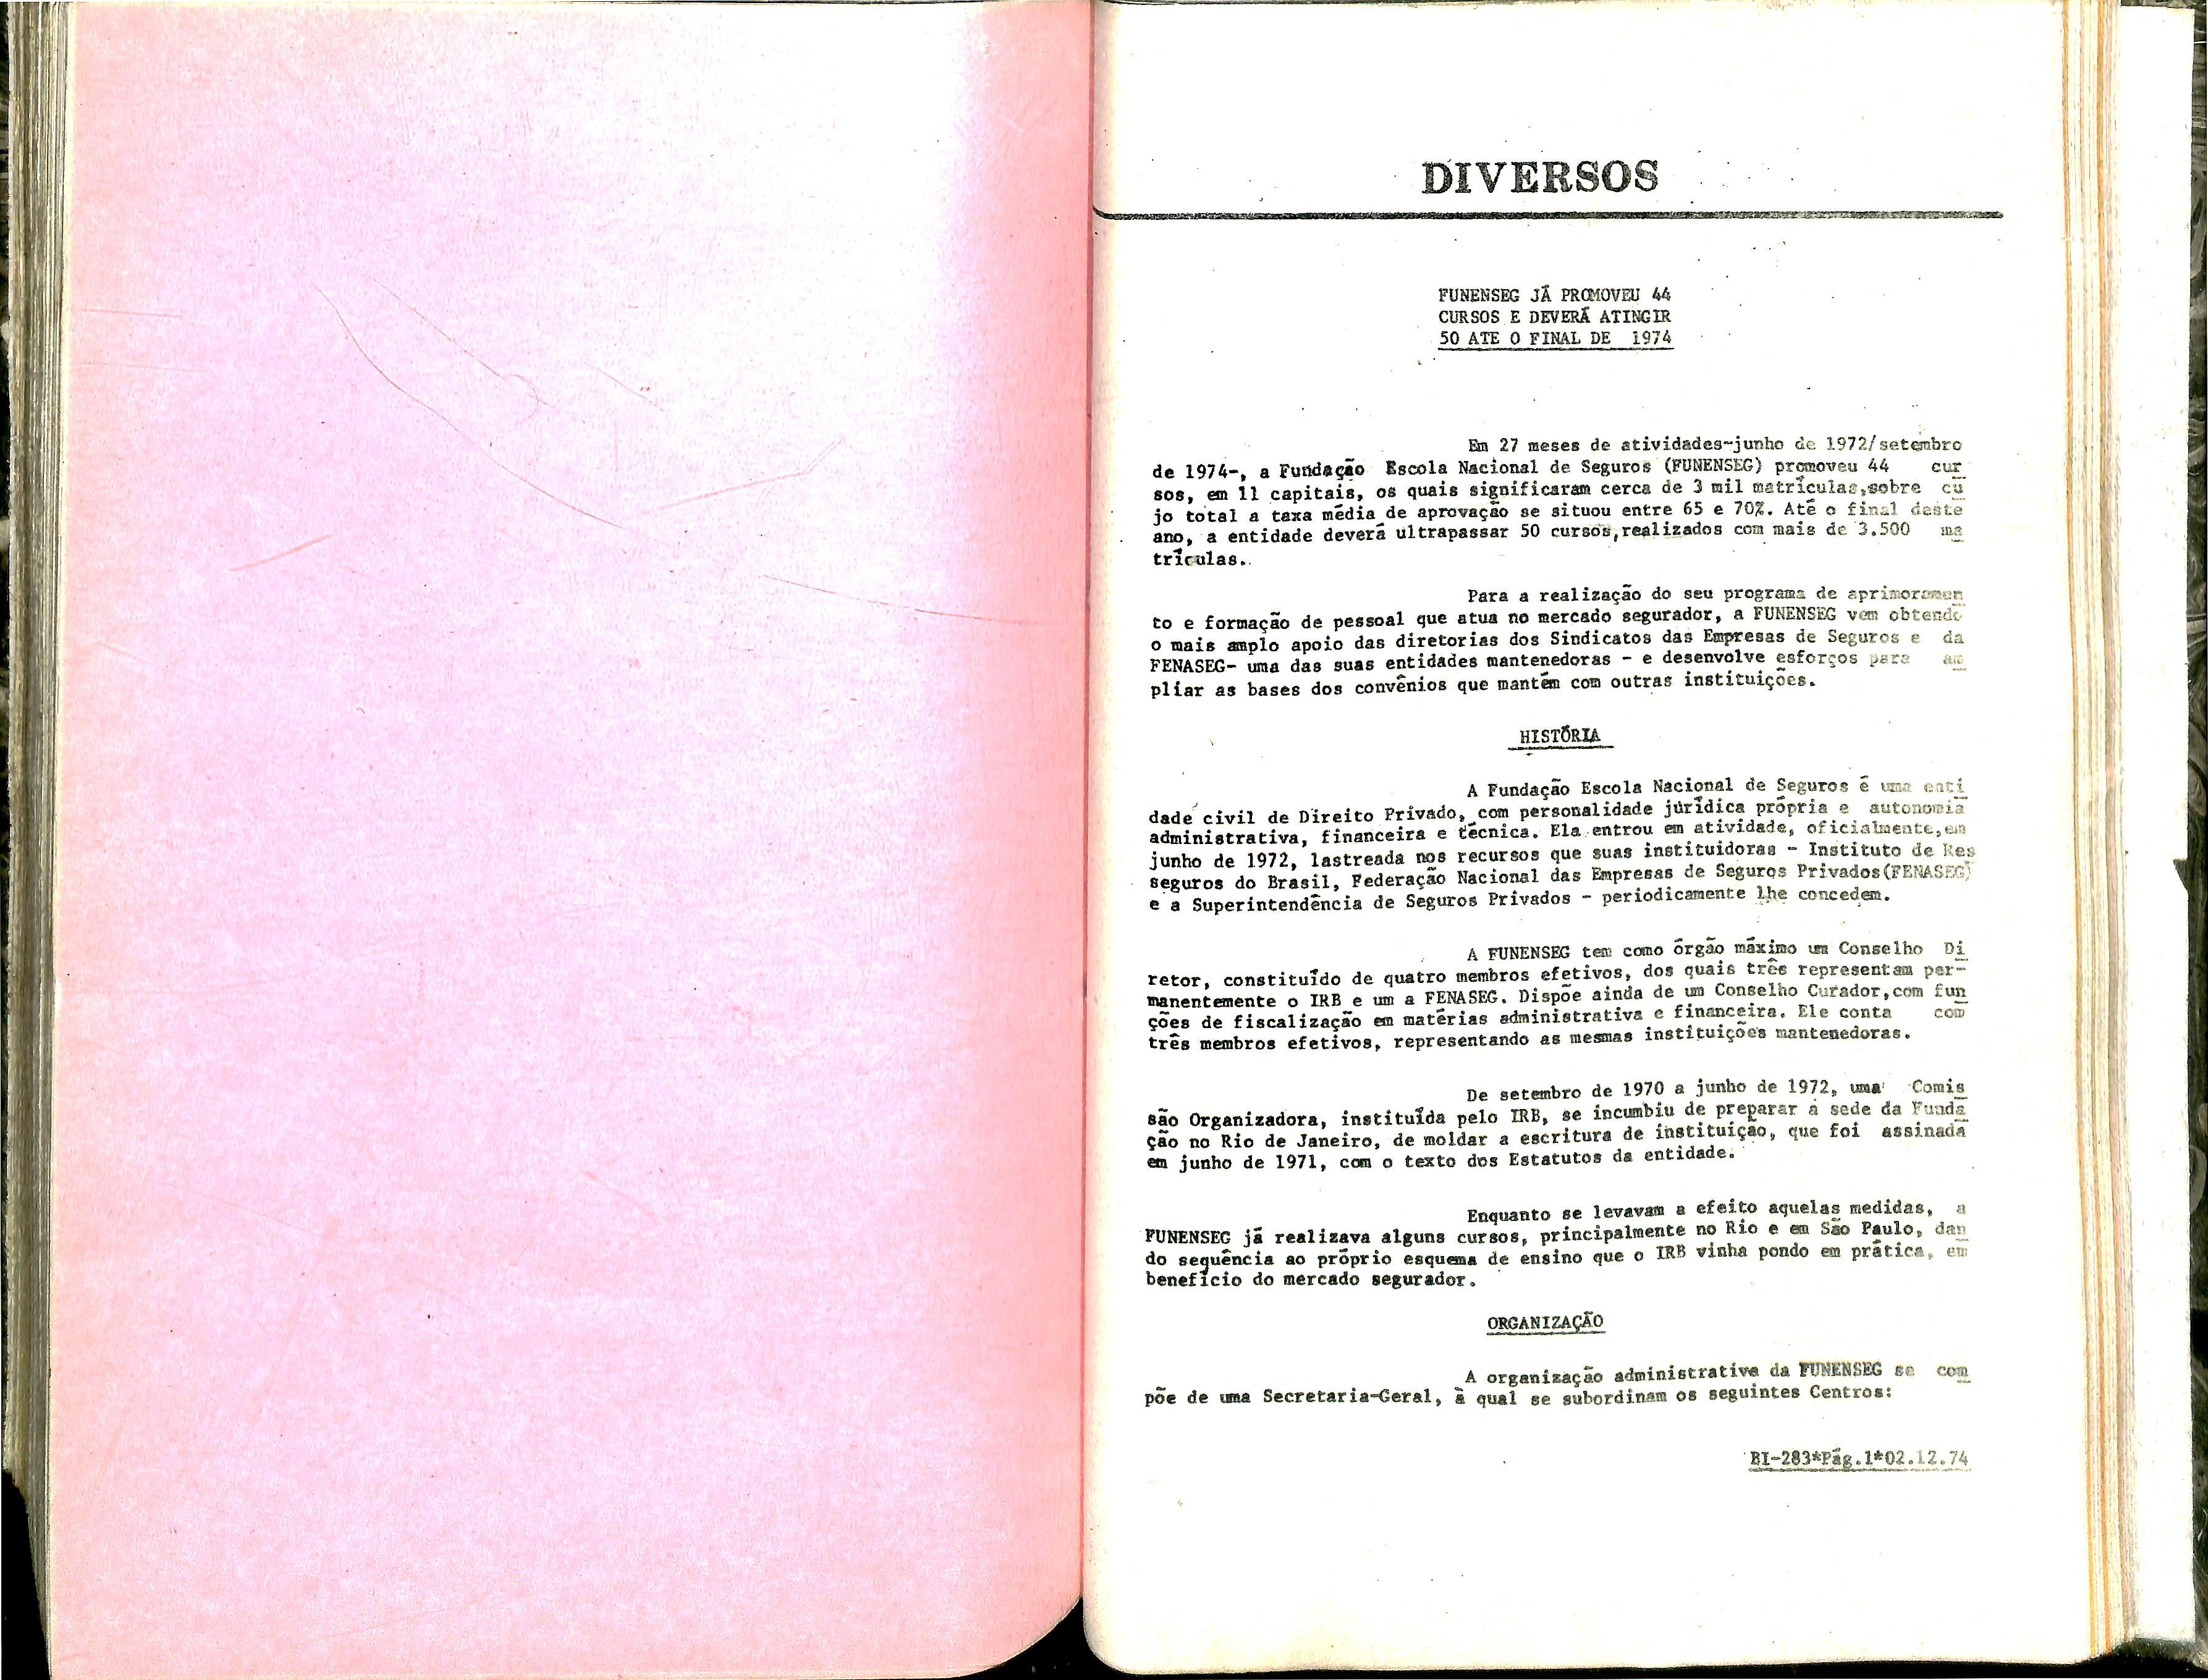 DIVERSOS
FUNENSEG JÁ PROMOVEU 44
CURSOS E DEVERÁ ATINGIR
50 ATE O FINAL DE 1974
Em 27 meses de atividades-junho de 1972/setembro
de 1974-, a Fundação Escola Nacional de Seguros (FUNENSEG) promoveu 44 cur
sos, em 11 capitais, os quais significaram cerca de 3 mil matrículas,sobre cu
jo total a taxa média de aprovação se situou entre 65 e 70%. Até o final deste
ano, a entidade deverá ultrapassar 50 cursos,realizados com mais de 3.500 ma
trículas.
Para a realização do seu programa de aprimoramen
to e formação de pessoal que atua no mercado segurador, a FUNENSEG vem obtendo
o mais amplo apoio das diretorias dos Sindicatos das Empresas de Seguros e da
FENASEG- uma das suas entidades mantenedoras - e desenvolve esforços para am
pliar as bases dos convênios que mantém com outras instituições.
HISTÓRIA
A Fundação Escola Nacional de Seguros é uma enti
dade civil de Direito Privado, com personalidade jurídica própria e autonomia
administrativa, financeira e técnica. Ela entrou em atividade, oficialmente,em
junho de 1972, lastreada nos recursos que suas instituidoras - Instituto de Res
seguros do Brasil, Federação Nacional das Empresas de Seguros Privados(FENASEG)
e a Superintendência de Seguros Privados - periodicamente lhe concedem.
A FUNENSEG tem como órgão máximo um Conselho Di
retor, constituído de quatro membros efetivos, dos quais três representam per-
manentemente o IRB e um a FENASEG. Dispõe ainda de um Conselho Curador,com fun
ções de fiscalização em matérias administrativa e financeira. Ele conta com
três membros efetivos, representando as mesmas instituições mantenedoras.
De setembro de 1970 a junho de 1972, uma Comis
são Organizadora, instituída pelo IRB, se incumbiu de preparar a sede da Funda
ção no Rio de Janeiro, de moldar a escritura de instituição, que foi assinada
em junho de 1971, com o texto dos Estatutos da entidade.
Enquanto se levavam a efeito aquelas medidas, a
FUNENSEG já realizava alguns cursos, principalmente no Rio e em São Paulo, dan
do sequência ao próprio esquema de ensino que o IRB vinha pondo em prática, em
benefício do mercado segurador.
ORGANIZAÇÃO
A organização administrativa da FUNENSEG se com
põe de uma Secretaria-Geral, à qual se subordinam os seguintes Centros:
BI-283*Pág.1*02.12.74